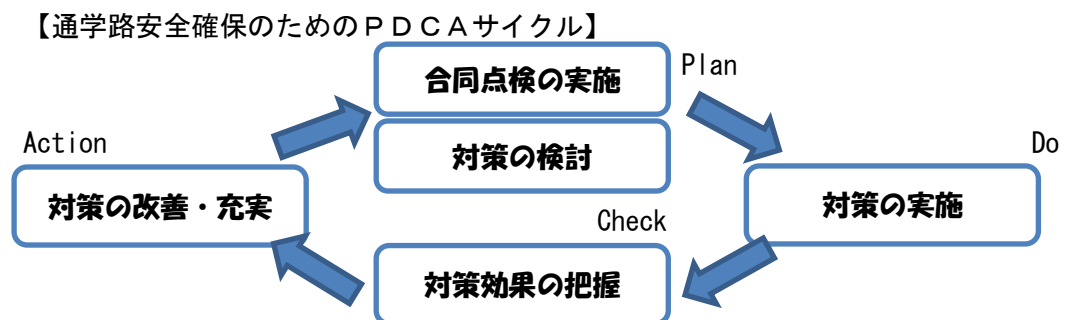 【通学路安全確保のためのＰＤＣＡサイクル】
合同点検の実施
Plan
対策の検討
Action
Do
対策の改善・充実
対策の実施
Check
対策効果の把握